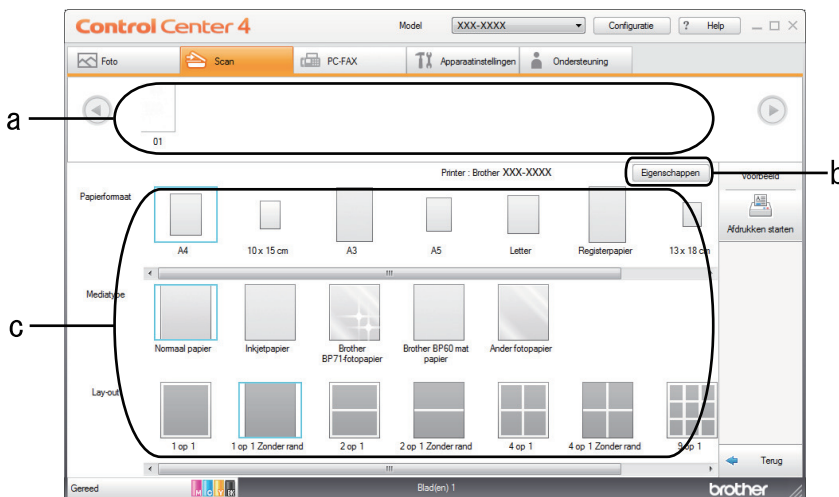 Control Center 4 Model XXX-XXXX Configuratie ? Help
Foto Scan PC-FAX Apparaatinstellingen Ondersteuning
a
01
Printer : Brother XXX-XXXX Eigenschappen Voorbeeld
b
Papierformaat
Afdrukken starten
A4 10 x 15 cm A3 A5 Letter Registerpapier 13 x 18 cm
Mediatype
c
Normaal papier Inkjetpapier Brother BP71-fotopapier Brother BP60 mat papier Ander fotopapier
Lay-out
1 op 1 1 op 1 Zonder rand 2 op 1 2 op 1 Zonder rand 4 op 1 4 op 1 Zonder rand 9 op 1
Terug
Gereed M C Y BK Blad(en) 1 brother